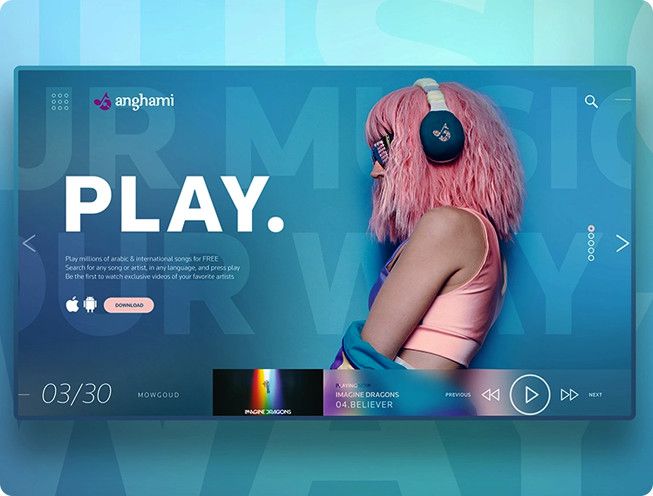 USIC
UR MUSIC
OUR WAY
WAY
anghami
PLAY.
Play millions of arabic & international songs for FREE
Search for any song or artist, in any language, and press play
Be the first to watch exclusive videos of your favorite artists
DOWNLOAD
03/30
MOWGOUD
IMAGINE DRAGONS
PLAYING NOW
IMAGINE DRAGONS
04.BELIEVER
PREVIOUS
NEXT